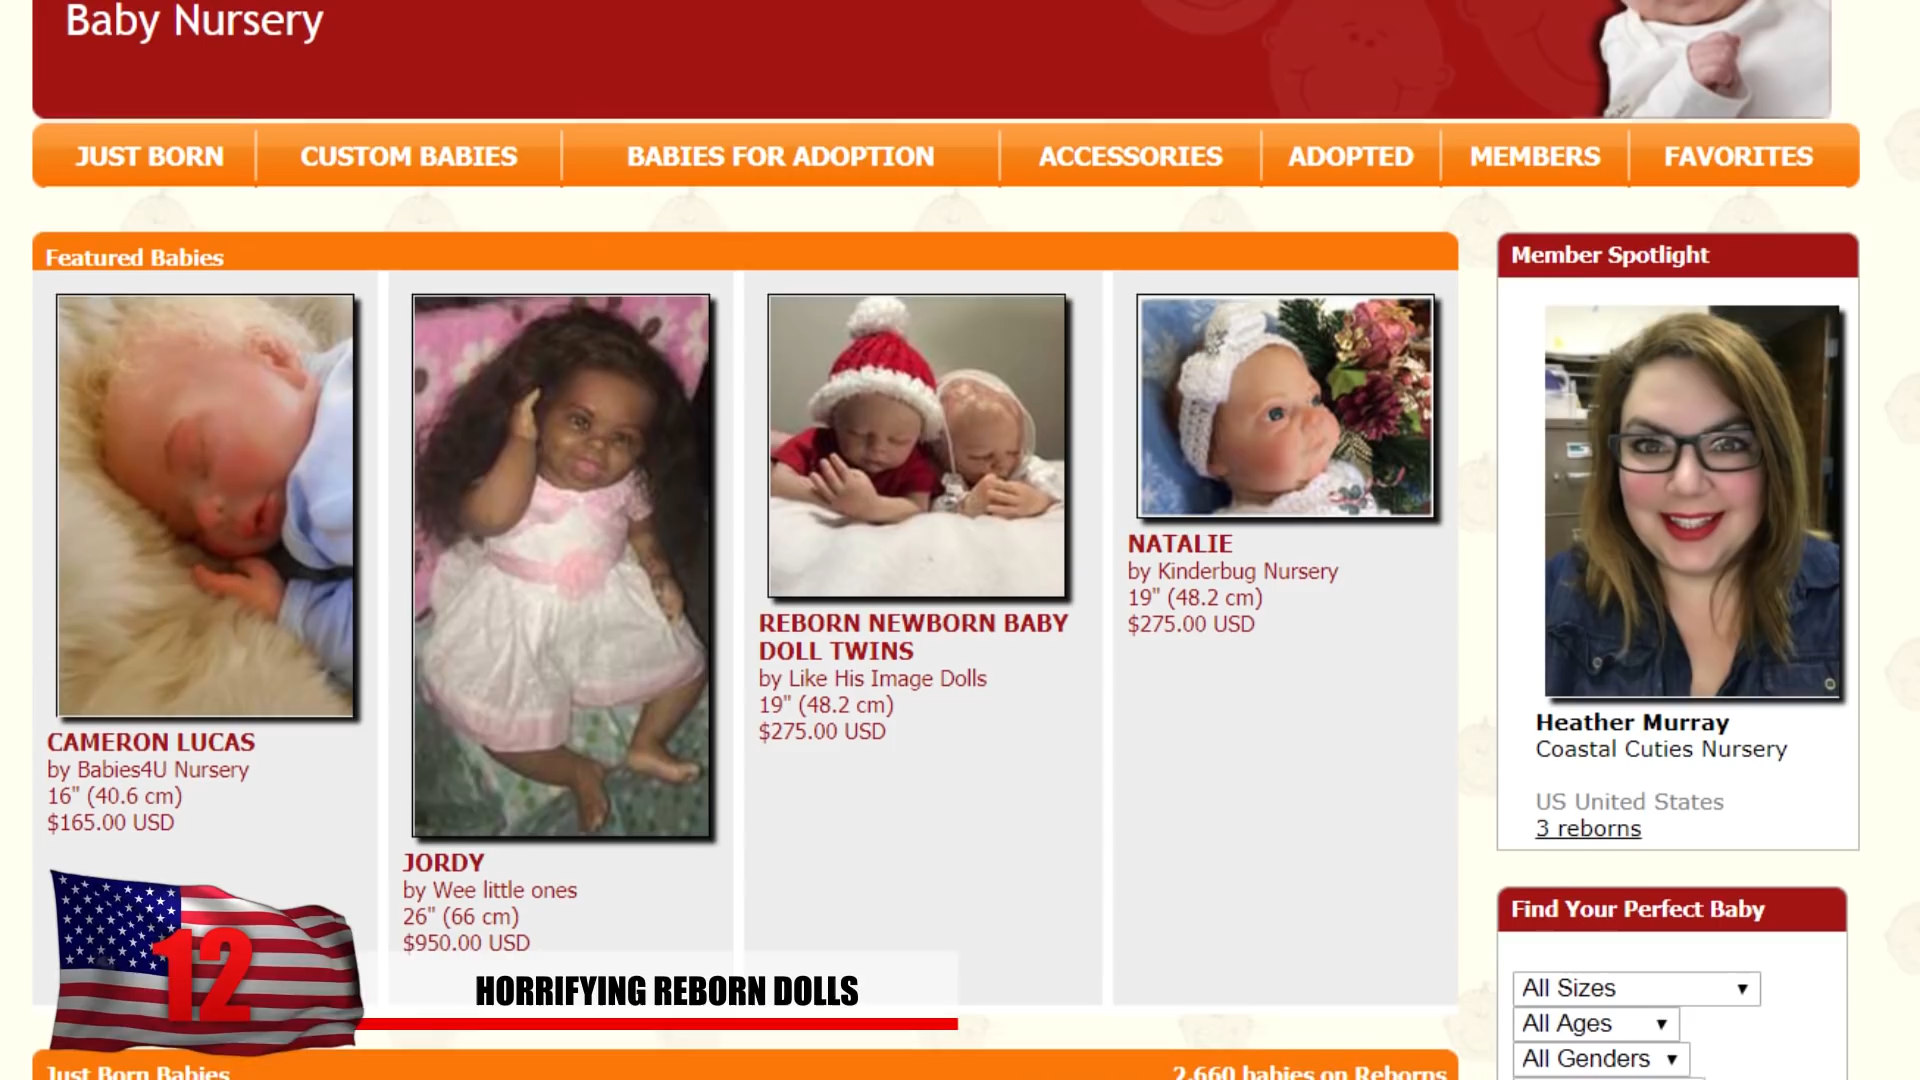 Baby Nursery
JUST BORN
CUSTOM BABIES
BABIES FOR ADOPTION
ACCESSORIES
ADOPTED
MEMBERS
FAVORITES
Featured Babies
CAMERON LUCAS
by Babies4U Nursery
16" (40.6 cm)
$165.00 USD
JORDY
by Wee little ones
26" (66 cm)
$950.00 USD
REBORN NEWBORN BABY
DOLL TWINS
by Like His Image Dolls
19" (48.2 cm)
$275.00 USD
NATALIE
by Kinderbug Nursery
19" (48.2 cm)
$275.00 USD
Member Spotlight
Heather Murray
Coastal Cuties Nursery
US United States
3 reborns
Find Your Perfect Baby
All Sizes
All Ages
All Genders
12
HORRIFYING REBORN DOLLS
Just Born Babies
2,660 babies on Reborns